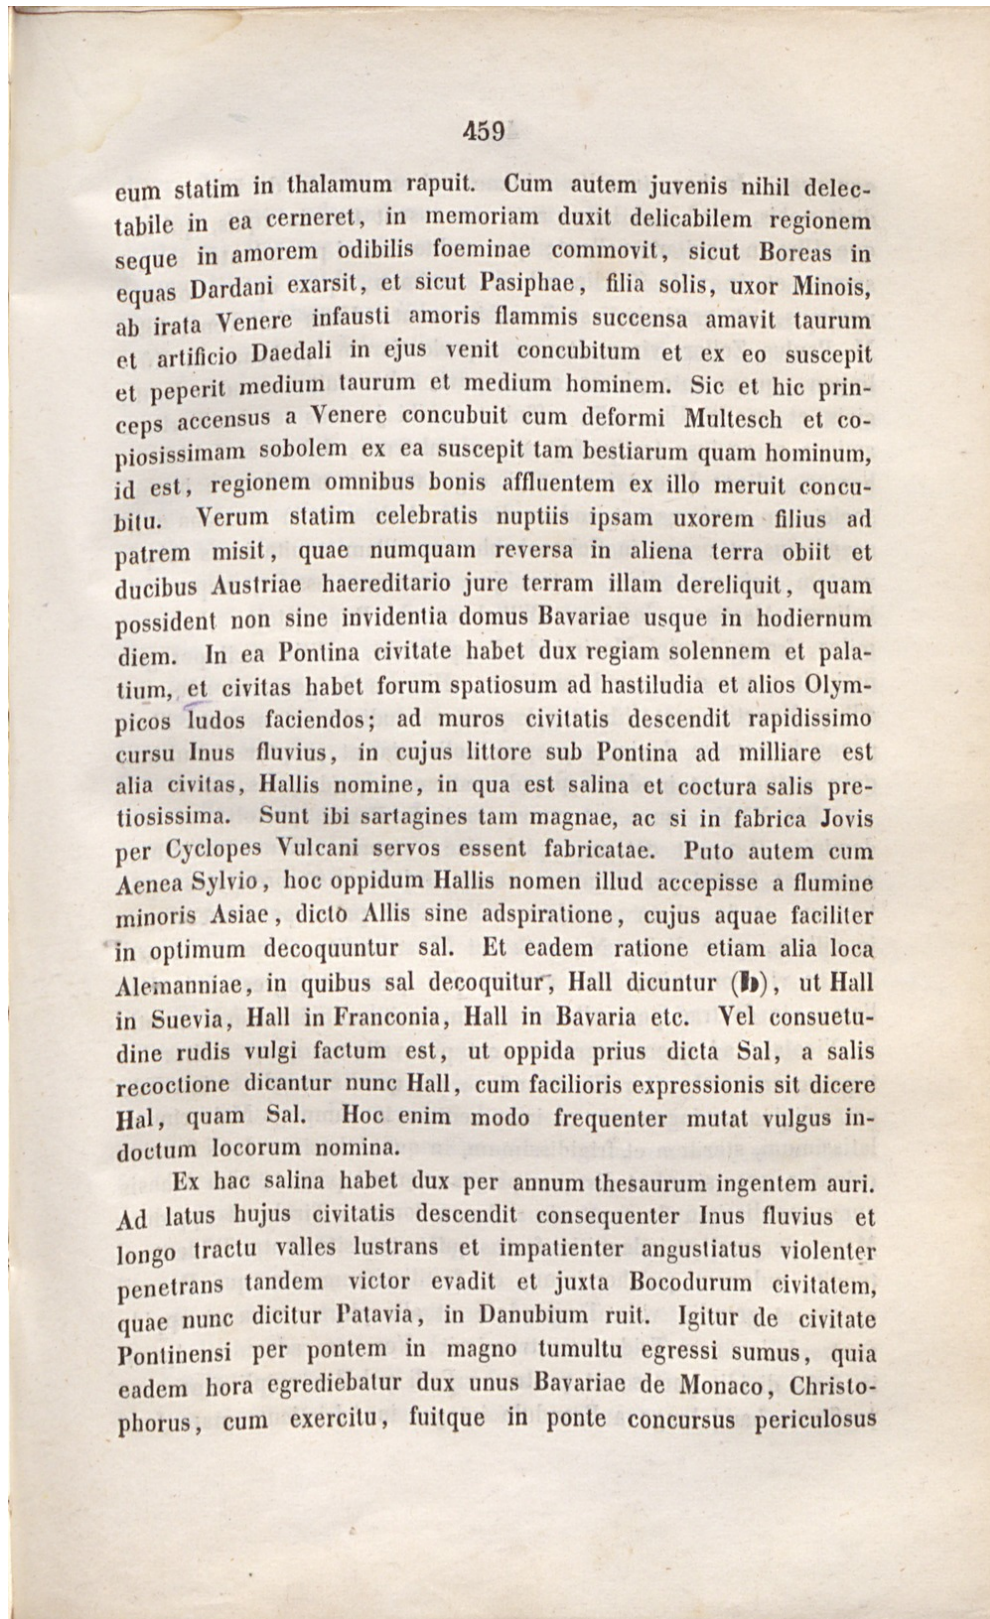 459
eum statim in thalamum rapuit. Cum autem juvenis nihil delec-
tabile in ea cerneret, in memoriam duxit delicabilem regionem
seque in amorem odibilis foeminae commovit, sicut Boreas in
equas Dardani exarsit, et sicut Pasiphae, filia solis, uxor Minois,
ab irata Venere infausti amoris flammis succensa amavit taurum
et artificio Daedali in ejus venit concubitum et ex eo suscepit
et peperit medium taurum et medium hominem. Sic et hic prin-
ceps accensus a Venere concubuit cum deformi Multesch et co-
piosissimam sobolem ex ea suscepit tam bestiarum quam hominum,
id est, regionem omnibus bonis affluentem ex illo meruit concu-
bitu. Verum statim celebratis nuptiis ipsam uxorem filius ad
patrem misit, quae numquam reversa in aliena terra obiit et
ducibus Austriae haereditario jure terram illam dereliquit, quam
possident non sine invidentia domus Bavariae usque in hodiernum
diem. In ea Pontina civitate habet dux regiam solennem et pala-
tium, et civitas habet forum spatiosum ad hastiludia et alios Olym-
picos ludos faciendos; ad muros civitatis descendit rapidissimo
cursu Inus fluvius, in cujus littore sub Pontina ad milliare est
alia civitas, Hallis nomine, in qua est salina et coctura salis pre-
tiosissima. Sunt ibi sartagines tam magnae, ac si in fabrica Jovis
per Cyclopes Vulcani servos essent fabricatae. Puto autem cum
Aenea Sylvio, hoc oppidum Hallis nomen illud accepisse a flumine
minoris Asiae, dicto Allis sine adspiratione, cujus aquae faciliter
in optimum decoquuntur sal. Et eadem ratione etiam alia loca
Alemanniae, in quibus sal decoquitur, Hall dicuntur (b), ut Hall
in Suevia, Hall in Franconia, Hall in Bavaria etc. Vel consuetu-
dine rudis vulgi factum est, ut oppida prius dicta Sal, a salis
recoctione dicantur nunc Hall, cum facilioris expressionis sit dicere
Hal, quam Sal. Hoc enim modo frequenter mutat vulgus in-
doctum locorum nomina.
Ex hac salina habet dux per annum thesaurum ingentem auri.
Ad latus hujus civitatis descendit consequenter Inus fluvius et
longo tractu valles lustrans et impatienter angustiatus violenter
penetrans tandem victor evadit et juxta Bocodurum civitatem,
quae nunc dicitur Patavia, in Danubium ruit. Igitur de civitate
Pontinensi per pontem in magno tumultu egressi sumus, quia
eadem hora egrediebatur dux unus Bavariae de Monaco, Christo-
phorus, cum exercitu, fuitque in ponte concursus periculosus